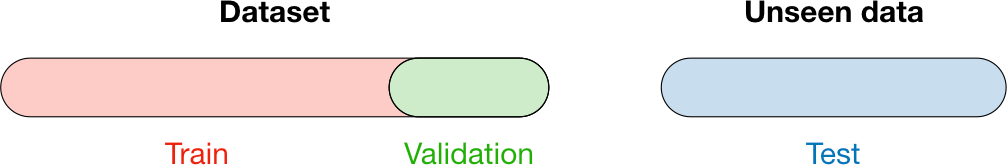 Dataset
Unseen data
Train
Validation
Test